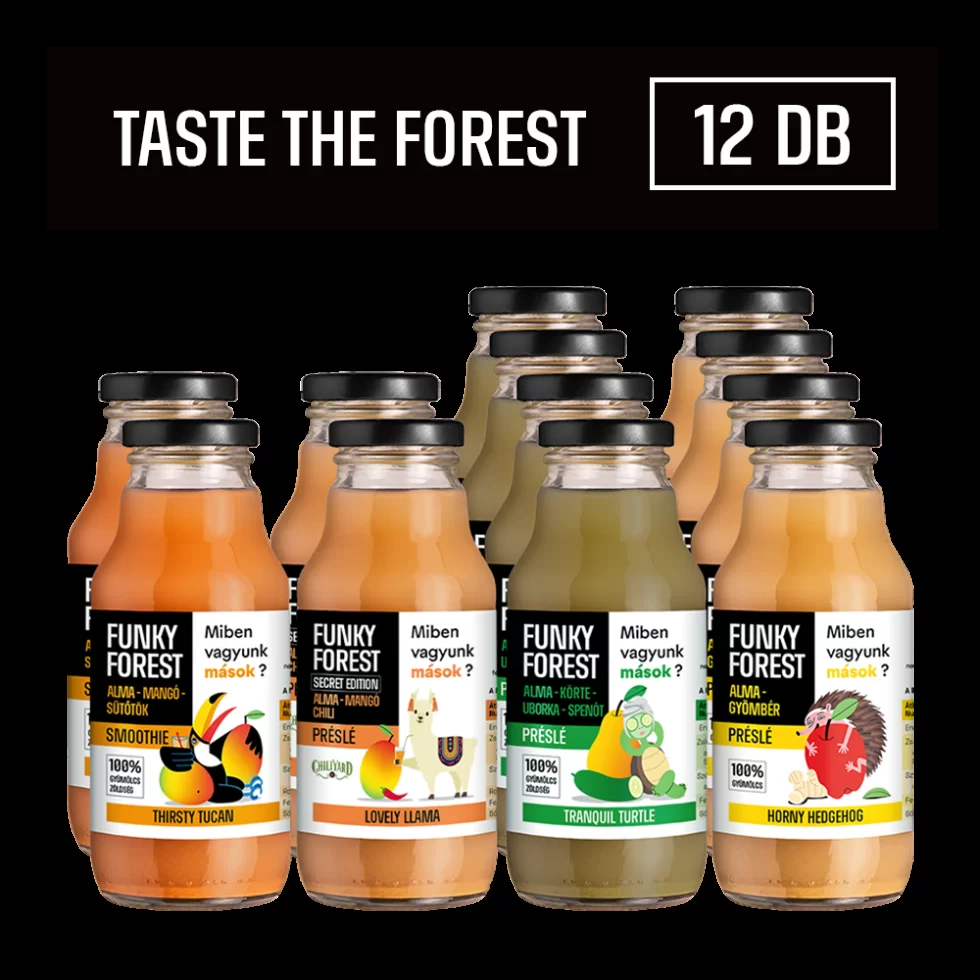 TASTE THE FOREST
12 DB
FUNKY
FOREST
ALMA - MANGÓ -
SÜTŐTÖK
SMOOTHIE
Miben
vagyunk
mások ?
100%
GYÜMÖLCS
ZÖLDSÉG
THIRSTY TUCAN
FUNKY
FOREST
SECRET EDITION
ALMA - MANGÓ
CHILI
PRÉSLÉ
Miben
vagyunk
mások ?
CHILIYARD
LOVELY LLAMA
FUNKY
FOREST
ALMA - KÖRTE -
UBORKA - SPENÓT
PRÉSLÉ
Miben
vagyunk
mások ?
100%
GYÜMÖLCS
ZÖLDSÉG
TRANQUIL TURTLE
FUNKY
FOREST
ALMA -
GYÖMBÉR
PRÉSLÉ
Miben
vagyunk
mások ?
100%
GYÜMÖLCS
ZÖLDSÉG
HORNY HEDGEHOG